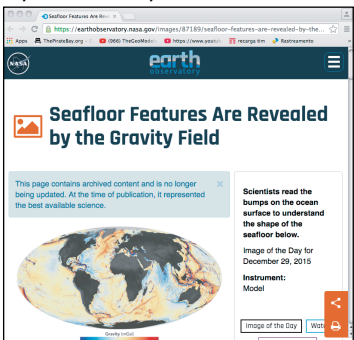 Seafloor Features Are Reve
https://earthobservatory.nasa.gov/images/87189/seafloor-features-are-revealed-by-the...
Apps ThePirateBay.org - (966) TheGeoModels https://www.youtub recarga tim Rastreamento
NASA
earth
observatory
Seafloor Features Are Revealed
by the Gravity Field
This page contains archived content and is no longer
being updated. At the time of publication, it represented
the best available science.
Scientists read the
bumps on the ocean
surface to understand
the shape of the
seafloor below.
Image of the Day for
December 29, 2015
Instrument:
Model
Image of the Day Wat
Gravity (mGal)